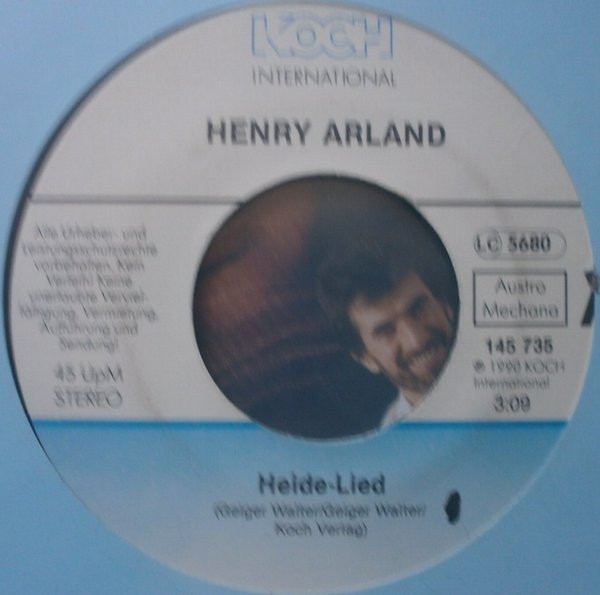 KOCH
INTERNATIONAL
HENRY ARLAND
Alle Urheber- und
Leistungsschutzrechte
vorbehalten. Kein
Verleih! Keine
unerlaubte Verviel-
fältigung, Vermietung,
Aufführung und
Sendung!
45 UpM
STEREO
LC 5680
Austro
Mechana
145 735
℗ 1990 KOCH
International
3:09
Heide-Lied
(Geiger Walter/Geiger Walter/
Koch Verlag)